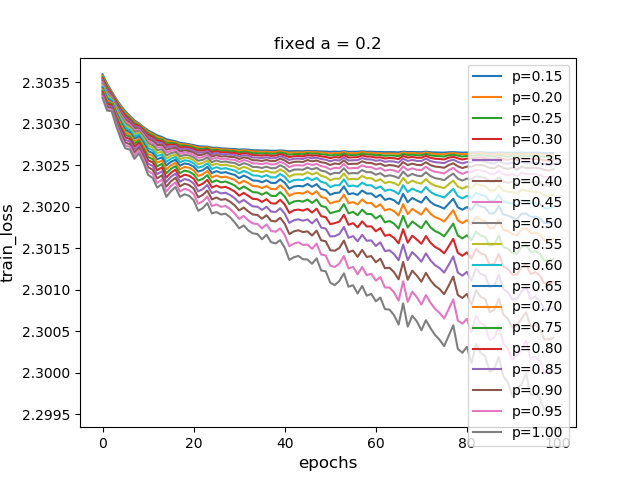 fixed a = 0.2
train_loss
2.3035
2.3030
2.3025
2.3020
2.3015
2.3010
2.3005
2.3000
2.2995
0 20 40 60 80 100
epochs
p=0.15
p=0.20
p=0.25
p=0.30
p=0.35
p=0.40
p=0.45
p=0.50
p=0.55
p=0.60
p=0.65
p=0.70
p=0.75
p=0.80
p=0.85
p=0.90
p=0.95
p=1.00